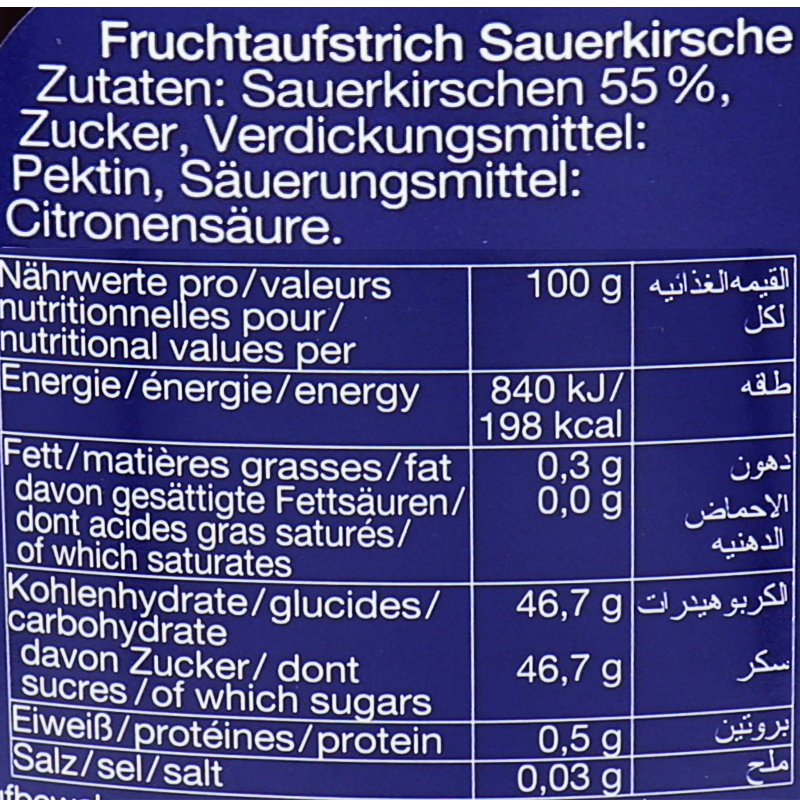 Fruchtaufstrich Sauerkirsche
Zutaten: Sauerkirschen 55 %,
Zucker, Verdickungsmittel:
Pektin, Säuerungsmittel:
Citronensäure.
Nährwerte pro/valeurs 100 g القيمه الغذائيه
nutritionnelles pour/ لكل
nutritional values per
Energie/énergie/energy 840 kJ/ طاقه
198 kcal
Fett/matières grasses/fat 0,3 g دهون
davon gesättigte Fettsäuren/ 0,0 g الاحماض
dont acides gras saturés/ الدهنيه
of which saturates
Kohlenhydrate/glucides/ 46,7 g الكربوهيدرات
carbohydrate
davon Zucker/ dont 46,7 g سكر
sucres/of which sugars
Eiweiß/protéines/protein 0,5 g بروتين
Salz/sel/salt 0,03 g ملح